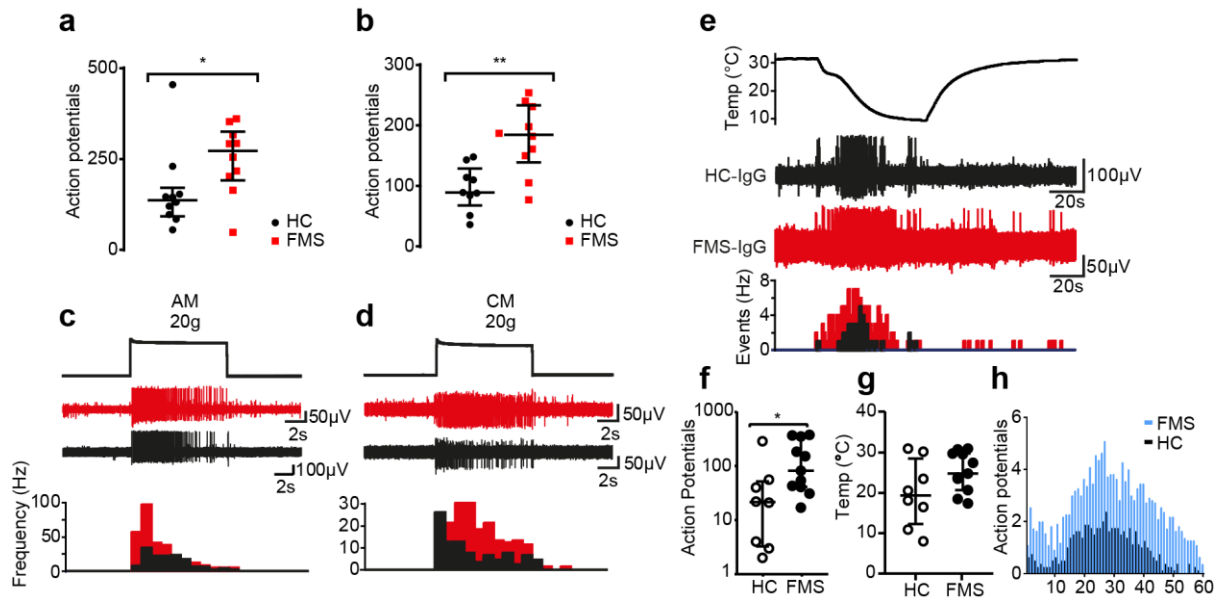 a
*
500
250
0
Action potentials
HC
FMS
b
**
300
200
100
0
Action potentials
HC
FMS
c
AM
20g
50µV
2s
100µV
2s
Frequency (Hz)
100
50
0
d
CM
20g
50µV
2s
50µV
2s
30
20
10
0
e
Temp (°C)
30
20
10
HC-IgG
100µV
20s
FMS-IgG
50µV
20s
Events (Hz)
8
4
0
f
*
Action Potentials
1000
100
10
1
HC FMS
g
Temp (°C)
40
30
20
10
0
HC FMS
h
Action potentials
6
4
2
0
FMS
HC
10 20 30 40 50 60